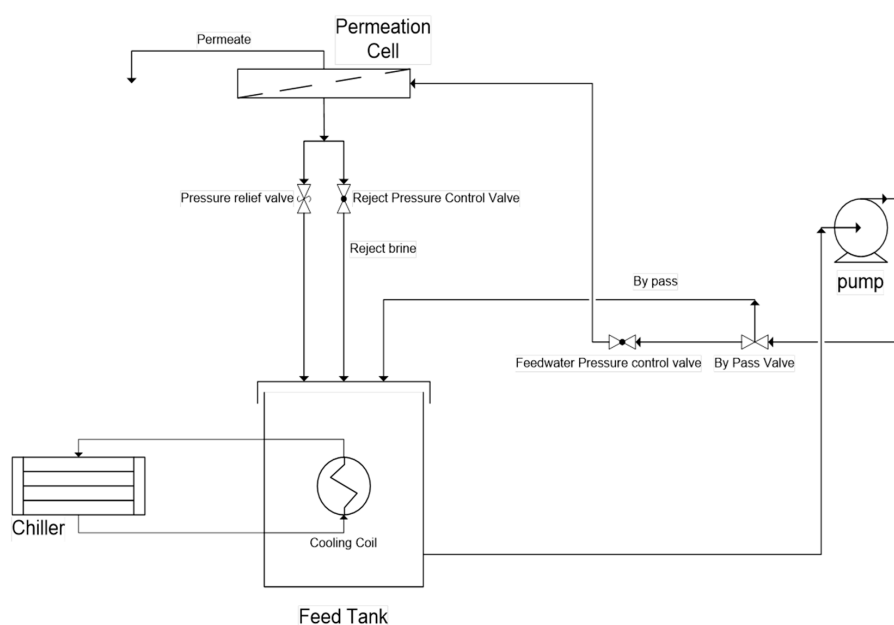 Permeation
Cell
Permeate
Pressure relief valve
Reject Pressure Control Valve
Reject brine
pump
By pass
Feedwater Pressure control valve
By Pass Valve
Chiller
Cooling Coil
Feed Tank